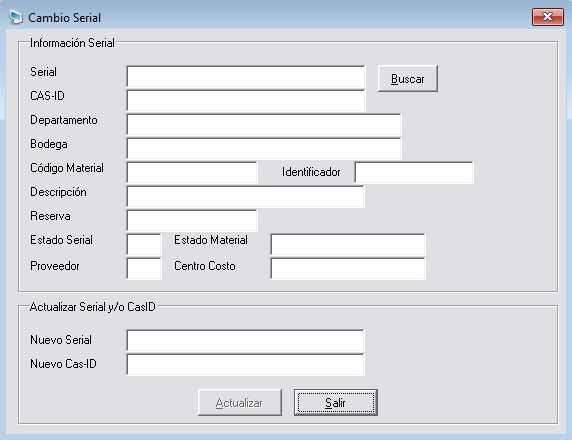 Cambio Serial
Información Serial
Serial
Buscar
CAS-ID
Departamento
Bodega
Código Material Identificador
Descripción
Reserva
Estado Serial Estado Material
Proveedor Centro Costo
Actualizar Serial y/o CasID
Nuevo Serial
Nuevo Cas-ID
Actualizar Salir